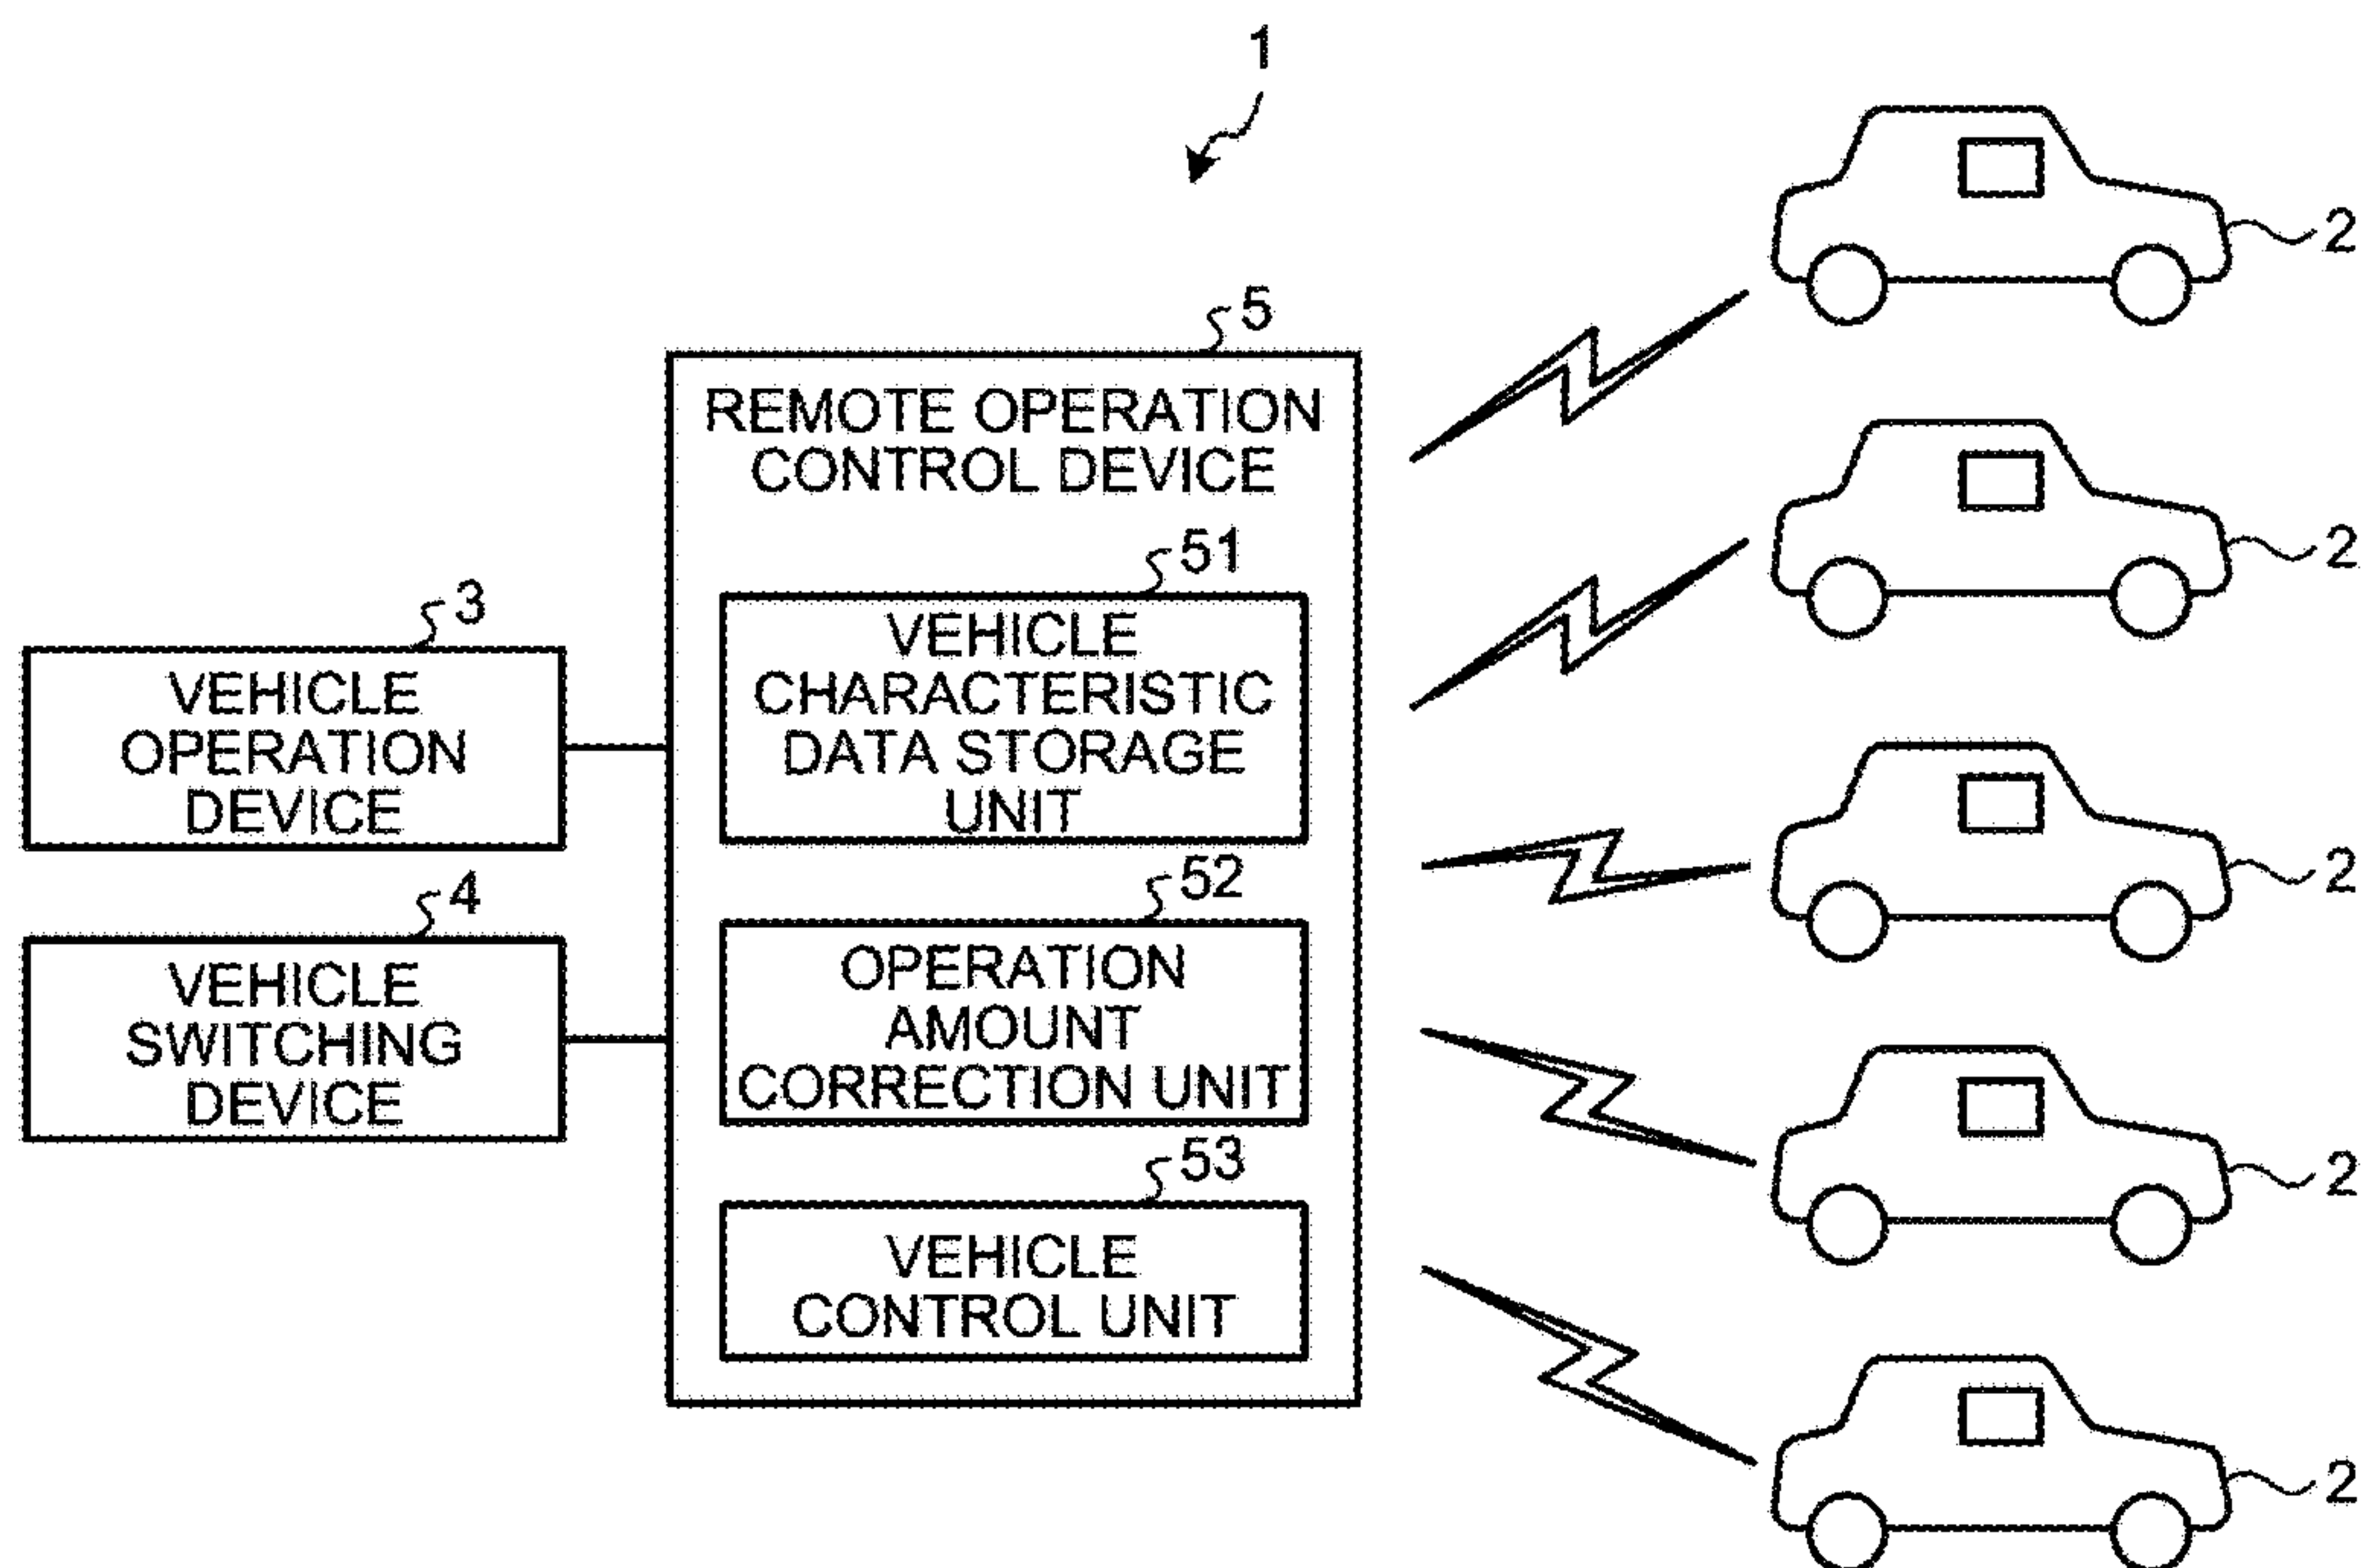 1
2
5
REMOTE OPERATION
CONTROL DEVICE
51
VEHICLE
CHARACTERISTIC
DATA STORAGE
UNIT
2
3
VEHICLE
OPERATION
DEVICE
52
OPERATION
AMOUNT
CORRECTION UNIT
2
4
VEHICLE
SWITCHING
DEVICE
53
VEHICLE
CONTROL UNIT
2
2